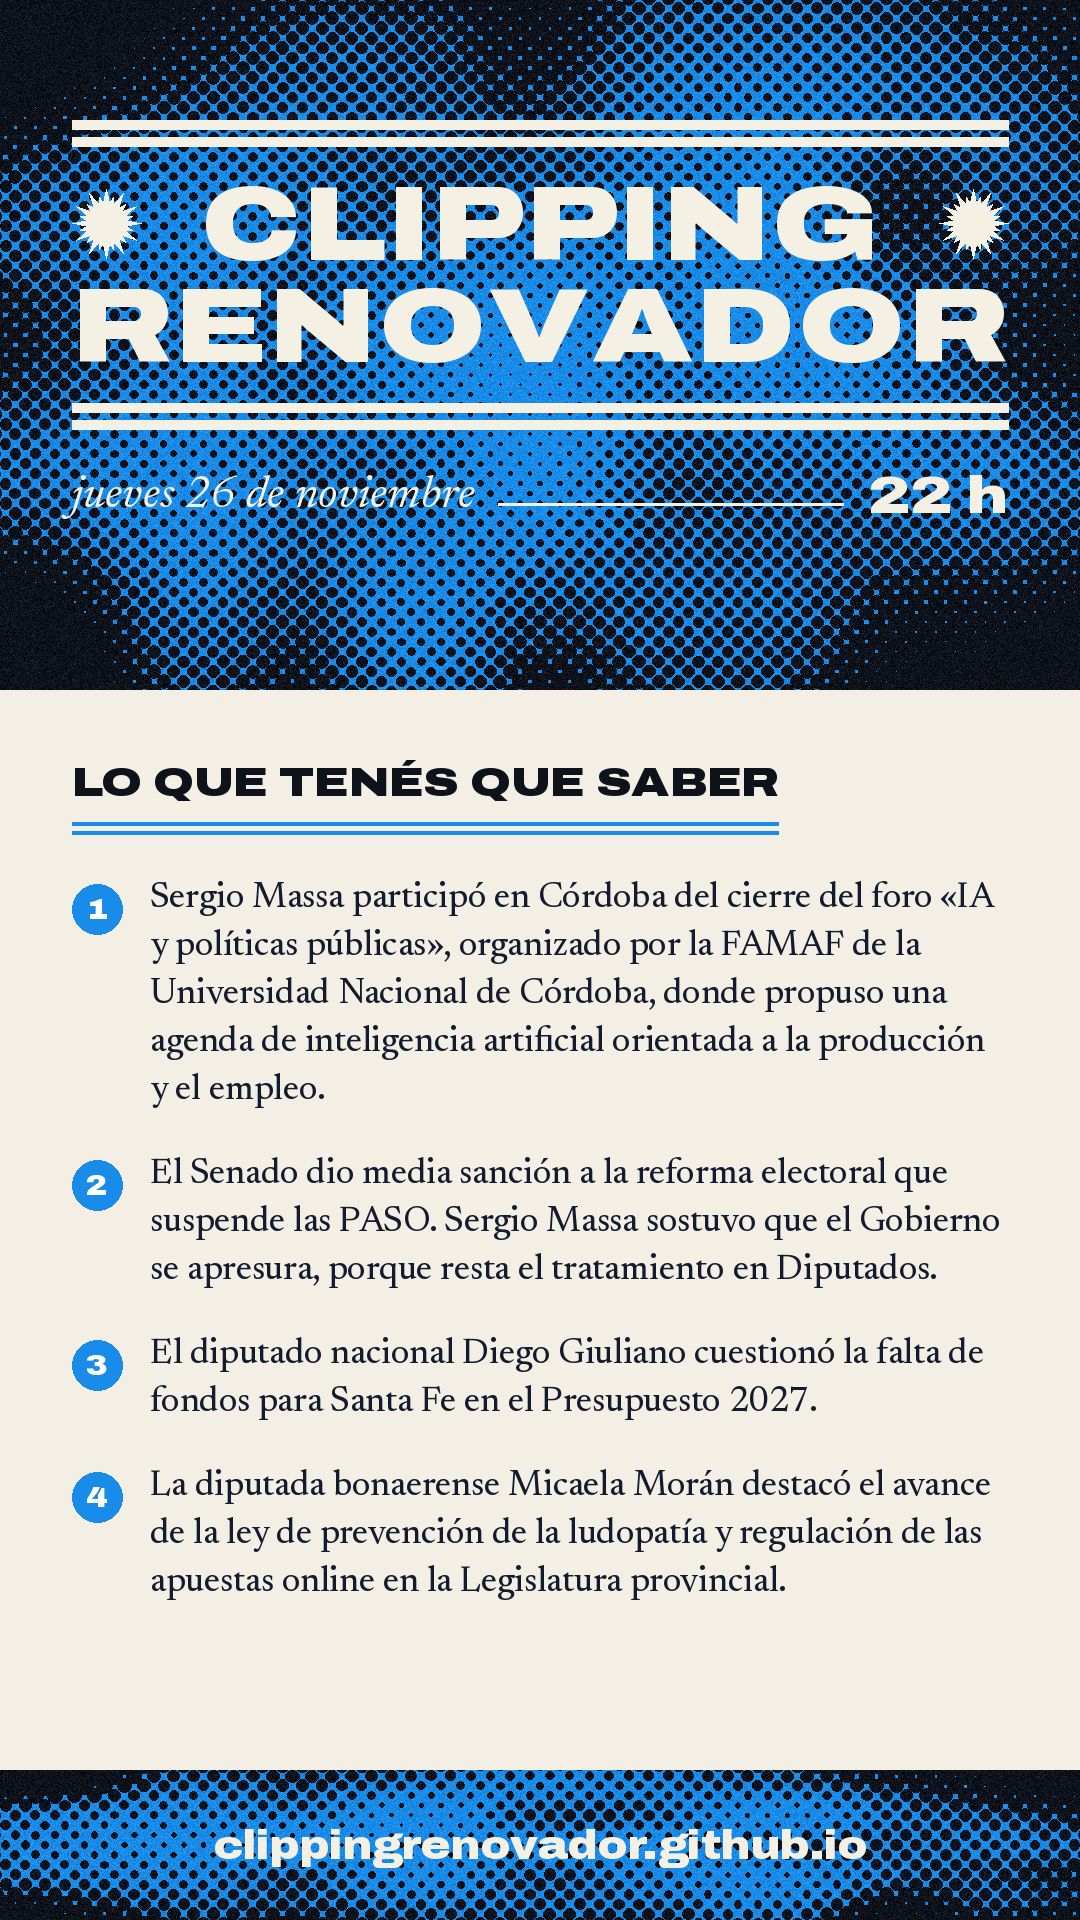 CLIPPING
RENOVADOR
jueves 26 de noviembre
22 h
LO QUE TENÉS QUE SABER
1
Sergio Massa participó en Córdoba del cierre del foro «IA
y políticas públicas», organizado por la FAMAF de la
Universidad Nacional de Córdoba, donde propuso una
agenda de inteligencia artificial orientada a la producción
y el empleo.
2
El Senado dio media sanción a la reforma electoral que
suspende las PASO. Sergio Massa sostuvo que el Gobierno
se apresura, porque resta el tratamiento en Diputados.
3
El diputado nacional Diego Giuliano cuestionó la falta de
fondos para Santa Fe en el Presupuesto 2027.
4
La diputada bonaerense Micaela Morán destacó el avance
de la ley de prevención de la ludopatía y regulación de las
apuestas online en la Legislatura provincial.
clippingrenovador.github.io